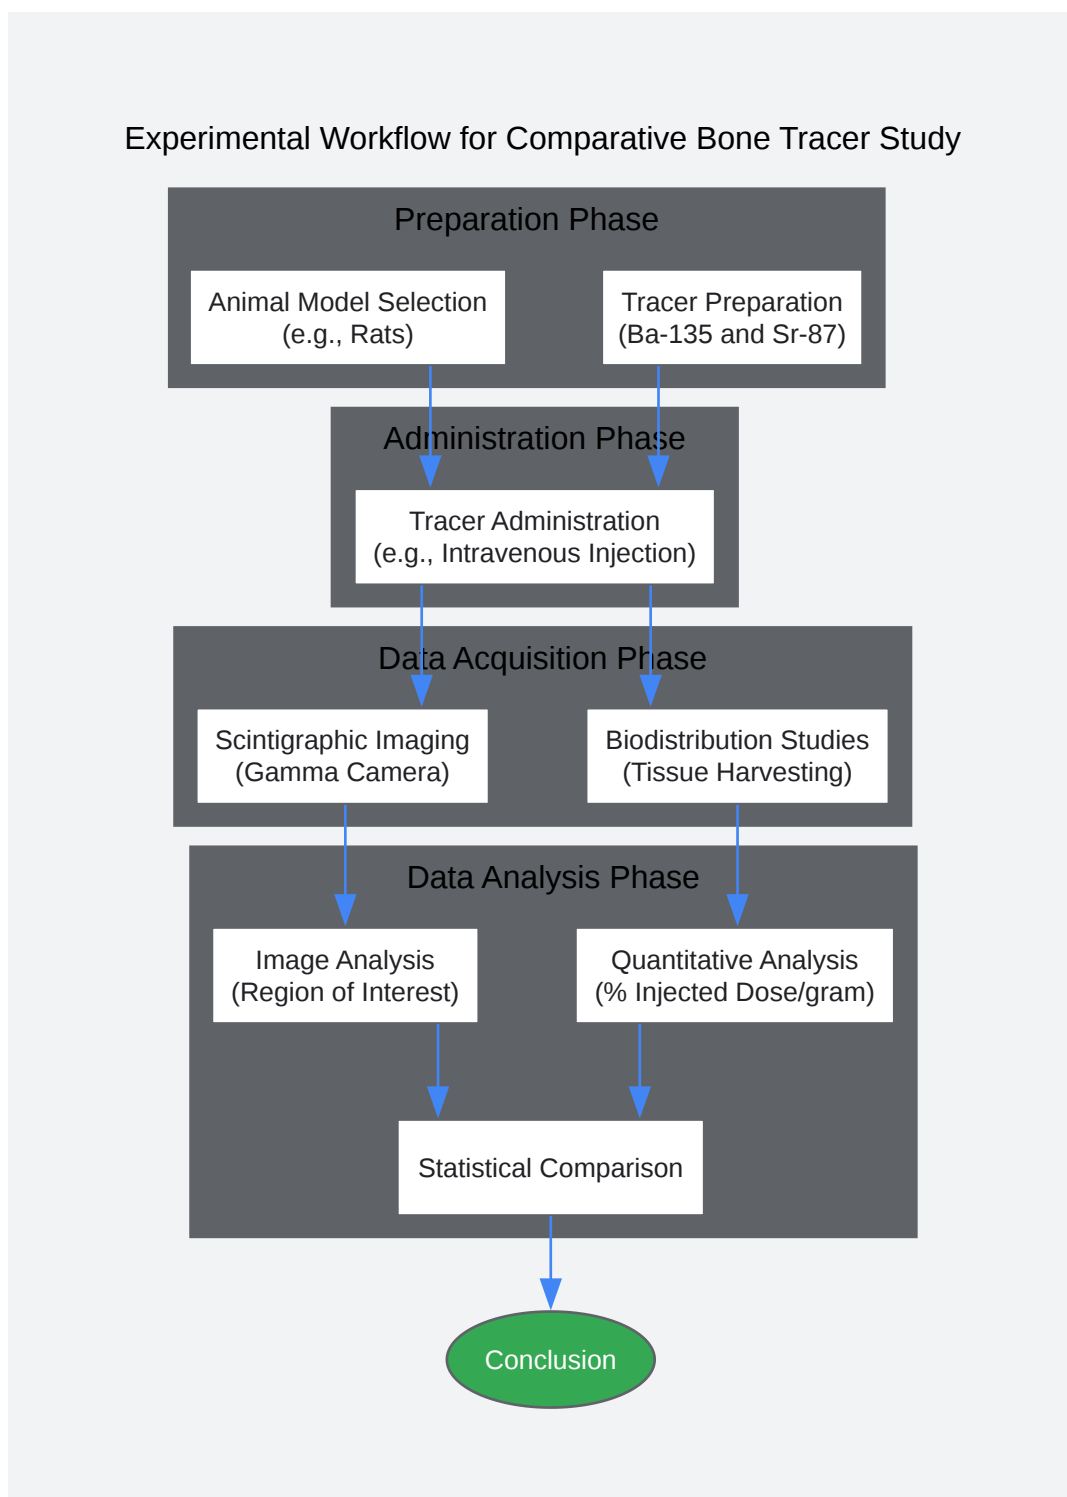 Experimental Workflow for Comparative Bone Tracer Study
Preparation Phase
Animal Model Selection
(e.g., Rats)
Tracer Preparation
(Ba-135 and Sr-87)
Administration Phase
Tracer Administration
(e.g., Intravenous Injection)
Data Acquisition Phase
Scintigraphic Imaging
(Gamma Camera)
Biodistribution Studies
(Tissue Harvesting)
Data Analysis Phase
Image Analysis
(Region of Interest)
Quantitative Analysis
(% Injected Dose/gram)
Statistical Comparison
Conclusion